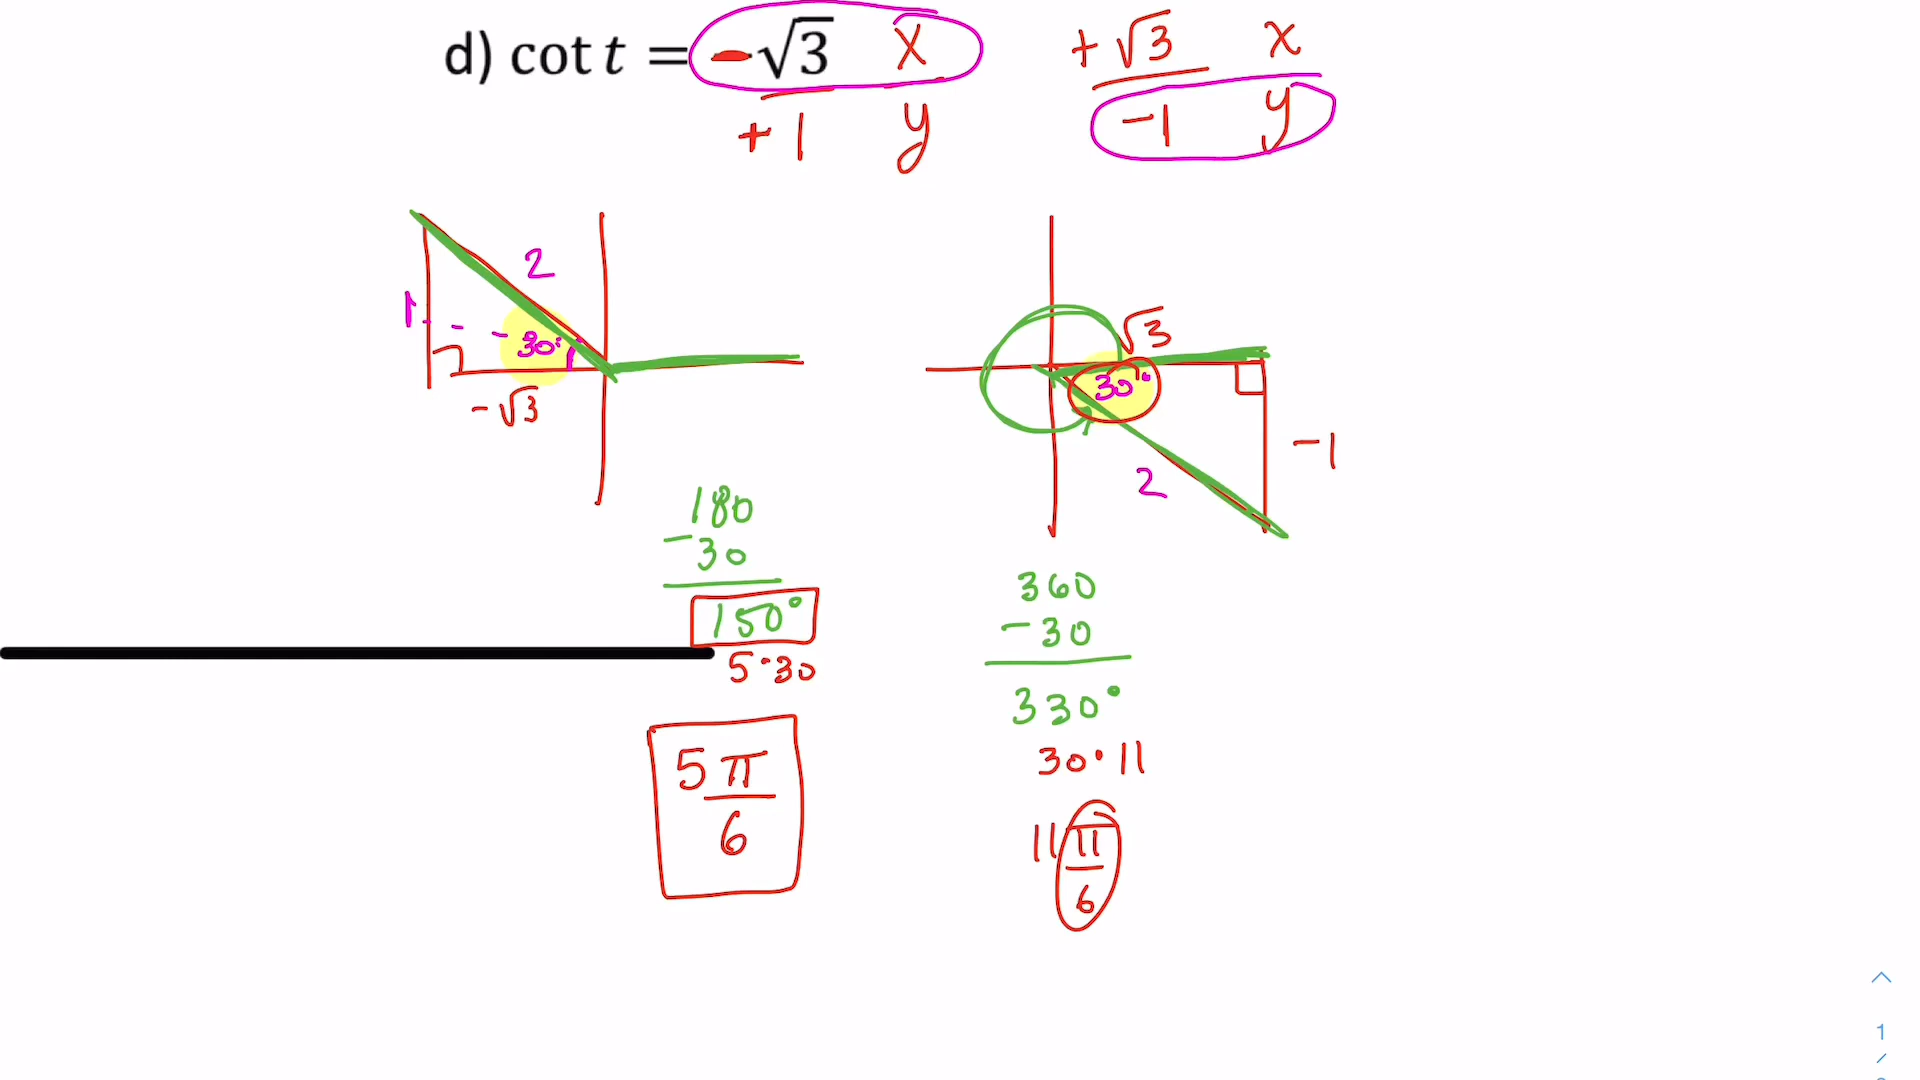 d) cot t = -√3 x
+1 y
+√3 x
-1 y
2
1
30°
-√3
√3
30°
-1
2
180
-30
150°
5·30
5π/6
360
-30
330°
30·11
11π/6
1